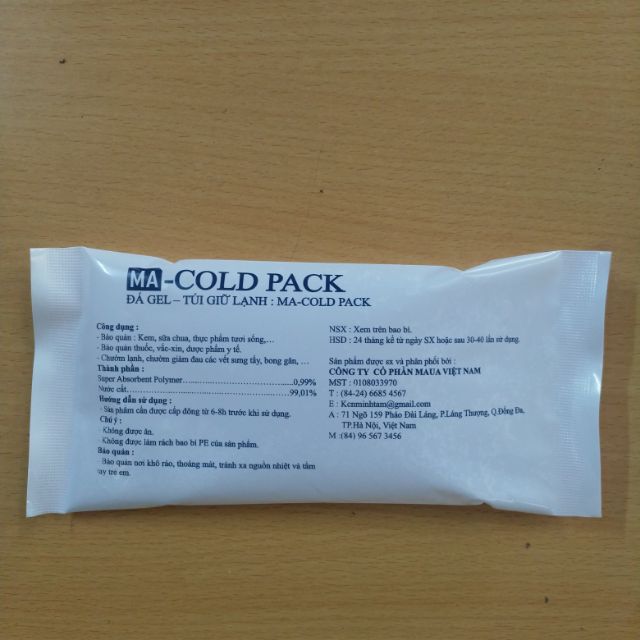 MA-COLD PACK
ĐÁ GEL – TÚI GIỮ LẠNH : MA-COLD PACK
Công dụng :
- Bảo quản : Kem, sữa chua, thực phẩm tươi sống,...
- Bảo quản thuốc, vắc-xin, dược phẩm y tế.
- Chườm lạnh, chườm giảm đau các vết sưng tấy, bong gân, ...
Thành phần :
Super Absorbent Polymer..............................0,99%
Nước cất.................................................99,01%
Hướng dẫn sử dụng :
- Sản phẩm cần được cấp đông từ 6-8h trước khi sử dụng.
Chú ý :
- Không được ăn.
- Không được làm rách bao bì PE của sản phẩm.
Bảo quản :
- Bảo quản nơi khô ráo, thoáng mát, tránh xa nguồn nhiệt và tầm
tay trẻ em.
NSX : Xem trên bao bì.
HSD : 24 tháng kể từ ngày SX hoặc sau 30-40 lần sử dụng.
Sản phẩm được sx và phân phối bởi :
CÔNG TY CỔ PHẦN MAUA VIỆT NAM
MST : 0108033970
T : (84-24) 6685 4567
E : Kcnminhtam@gmail.com
A : 71 Ngõ 159 Pháo Đài Láng, P.Láng Thượng, Q.Đống Đa.
TP.Hà Nội, Việt Nam
M :(84) 96 567 3456